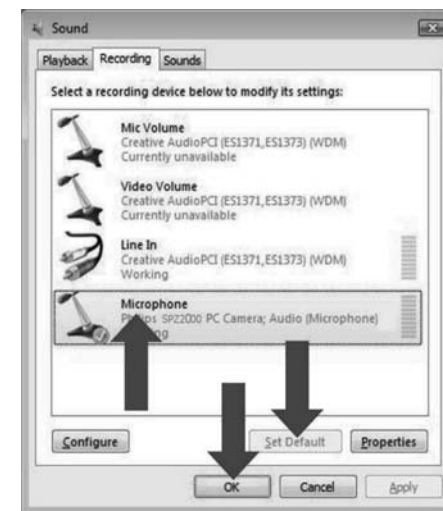 Sound
Playback Recording Sounds
Select a recording device below to modify its settings:
Mic Volume
Creative AudioPCI (ES1371,ES1373) (WDM)
Currently unavailable
Video Volume
Creative AudioPCI (ES1371,ES1373) (WDM)
Currently unavailable
Line In
Creative AudioPCI (ES1371,ES1373) (WDM)
Working
Microphone
SPZ2000 PC Camera; Audio (Microphone)
Configure Set Default Properties
OK Cancel Apply